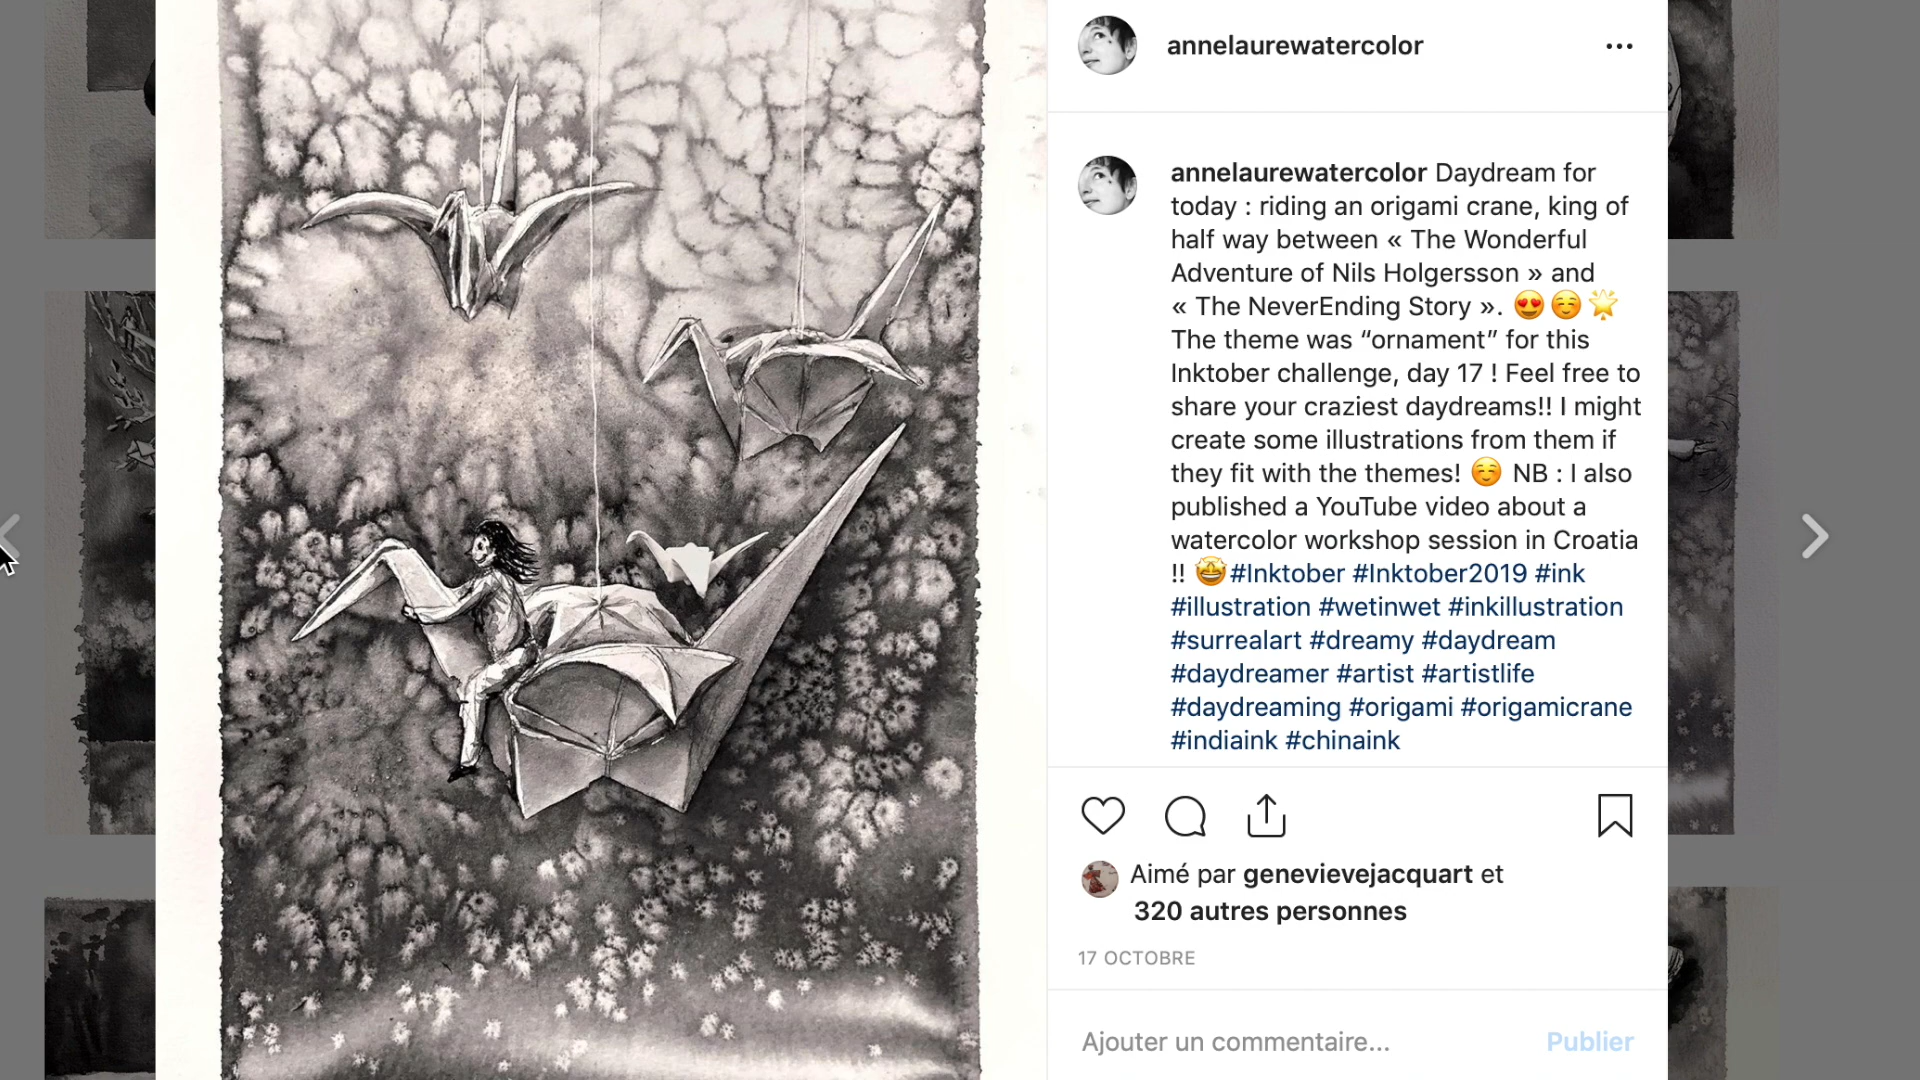 annelaurewatercolor
annelaurewatercolor Daydream for
today : riding an origami crane, king of
half way between « The Wonderful
Adventure of Nils Holgersson » and
« The NeverEnding Story ». 😍☺️🌟
The theme was “ornament” for this
Inktober challenge, day 17 ! Feel free to
share your craziest daydreams!! I might
create some illustrations from them if
they fit with the themes! ☺️ NB : I also
published a YouTube video about a
watercolor workshop session in Croatia
!! 🤩#Inktober #Inktober2019 #ink
#illustration #wetinwet #inkillustration
#surrealart #dreamy #daydream
#daydreamer #artist #artistlife
#daydreaming #origami #origamicrane
#indiaink #chinaink
Aimé par genevievejacquart et
320 autres personnes
17 OCTOBRE
Ajouter un commentaire... Publier